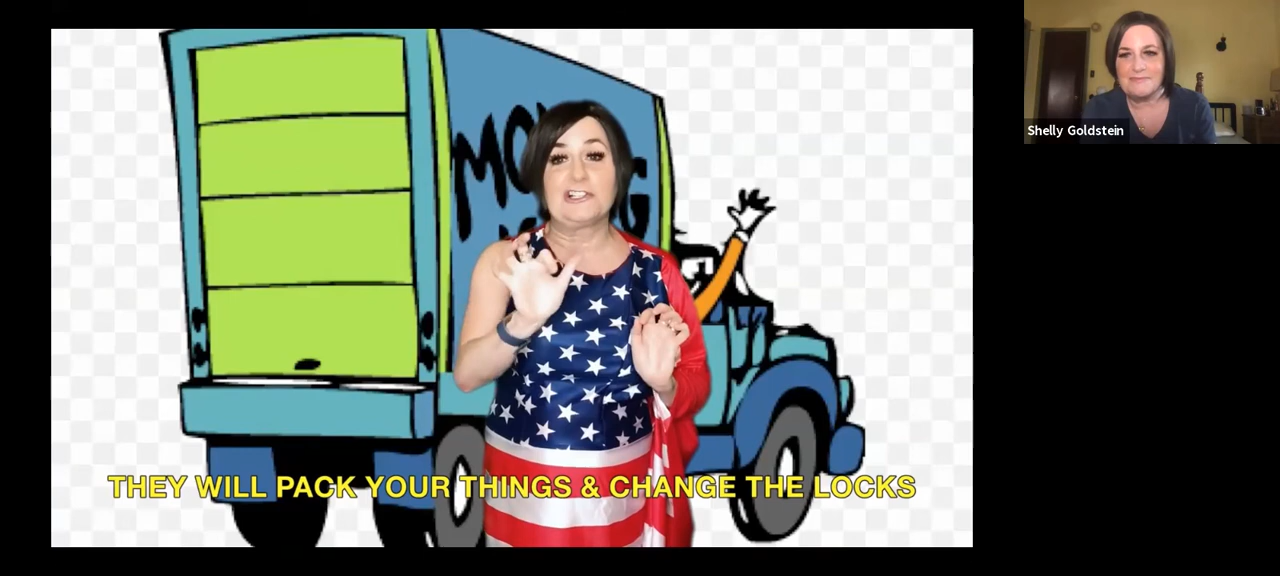 THEY WILL PACK YOUR THINGS & CHANGE THE LOCKS
Shelly Goldstein